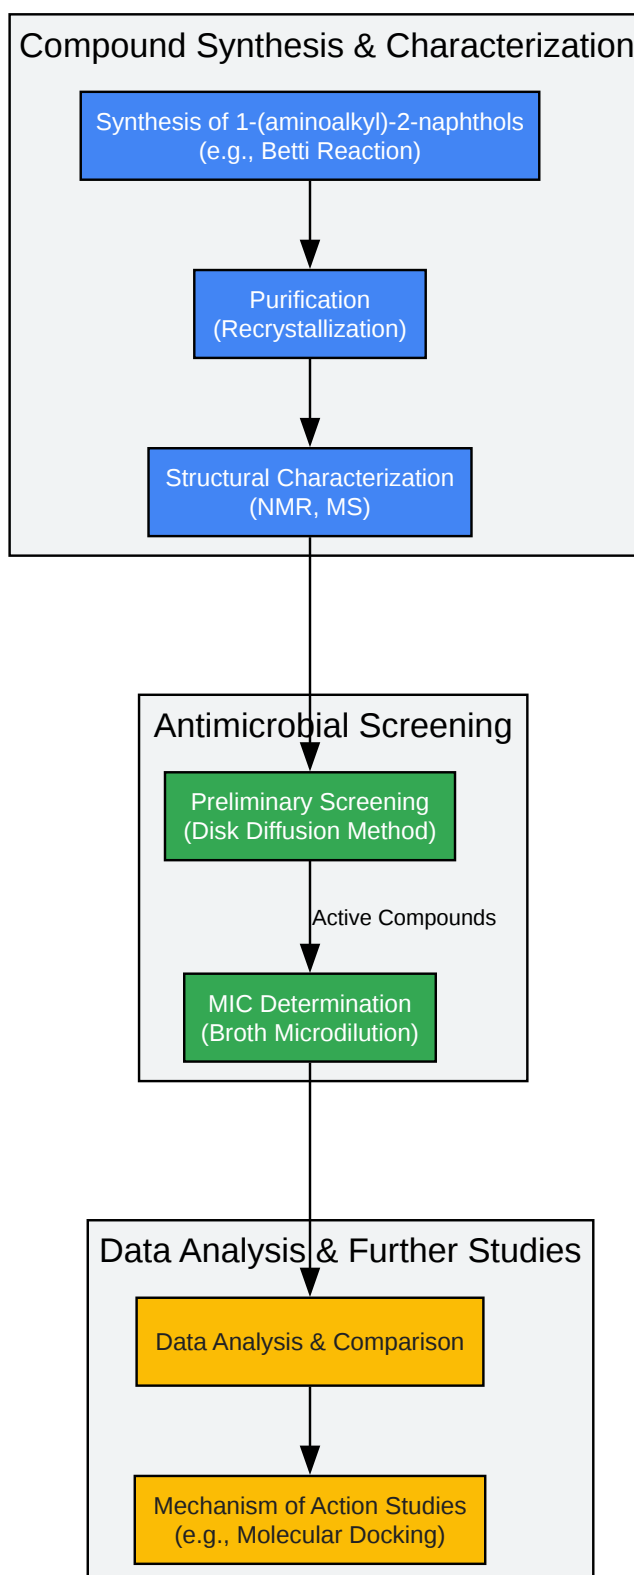 Compound Synthesis & Characterization
Synthesis of 1-(aminoalkyl)-2-naphthols
(e.g., Betti Reaction)
Purification
(Recrystallization)
Structural Characterization
(NMR, MS)
Antimicrobial Screening
Preliminary Screening
(Disk Diffusion Method)
Active Compounds
MIC Determination
(Broth Microdilution)
Data Analysis & Further Studies
Data Analysis & Comparison
Mechanism of Action Studies
(e.g., Molecular Docking)